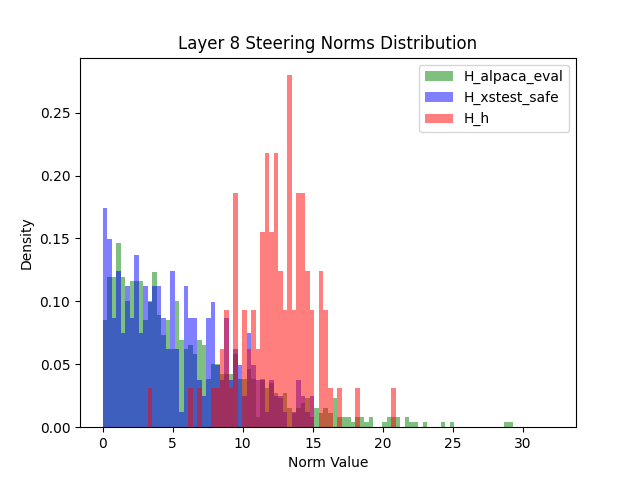 Layer 8 Steering Norms Distribution
H_alpaca_eval
H_xstest_safe
H_h
Density
0.25
0.20
0.15
0.10
0.05
0.00
0
5
10
15
20
25
30
Norm Value